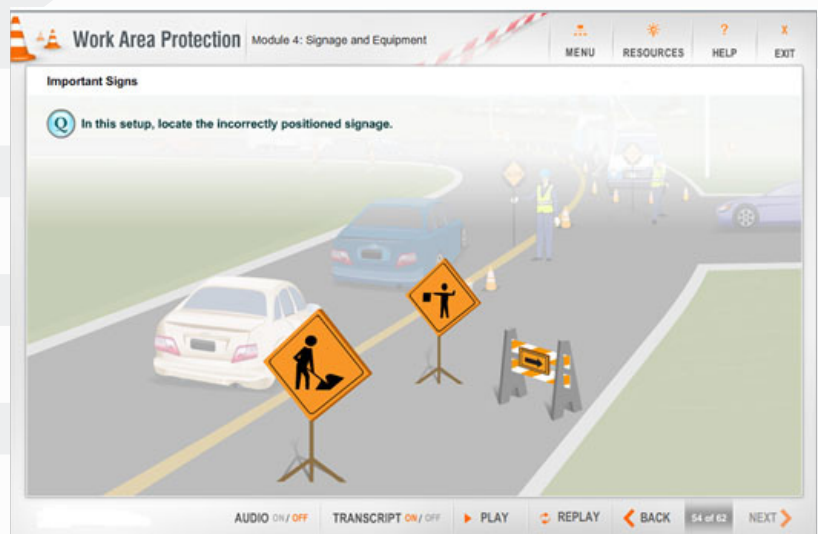 Work Area Protection
Module 4: Signage and Equipment
MENU
RESOURCES
?
HELP
X
EXIT
Important Signs
Q
In this setup, locate the incorrectly positioned signage.
AUDIO ON / OFF
TRANSCRIPT ON / OFF
PLAY
REPLAY
BACK
54 of 62
NEXT